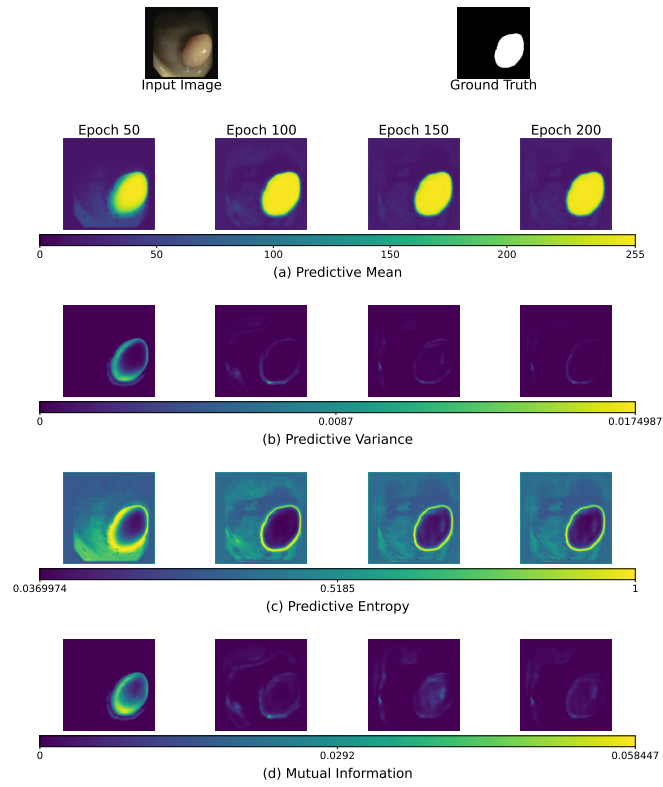 Input Image Ground Truth
Epoch 50 Epoch 100 Epoch 150 Epoch 200
0 50 100 150 200 255
(a) Predictive Mean
0 0.0087 0.0174987
(b) Predictive Variance
0.0369974 0.5185 1
(c) Predictive Entropy
0 0.0292 0.058447
(d) Mutual Information